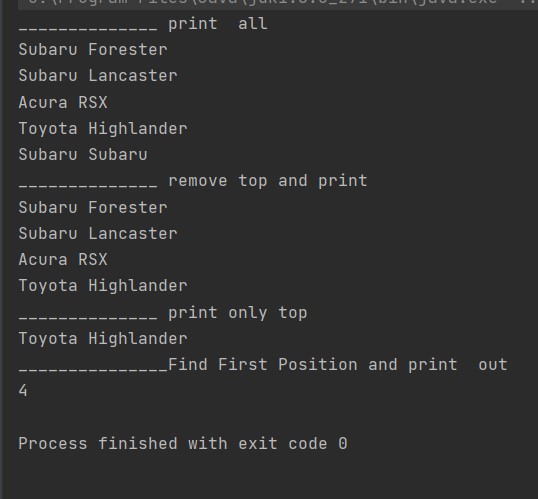 ______________ print  all
Subaru Forester
Subaru Lancaster
Acura RSX
Toyota Highlander
Subaru Subaru
______________ remove top and print
Subaru Forester
Subaru Lancaster
Acura RSX
Toyota Highlander
______________ print only top
Toyota Highlander
_______________Find First Position and print  out
4
Process finished with exit code 0